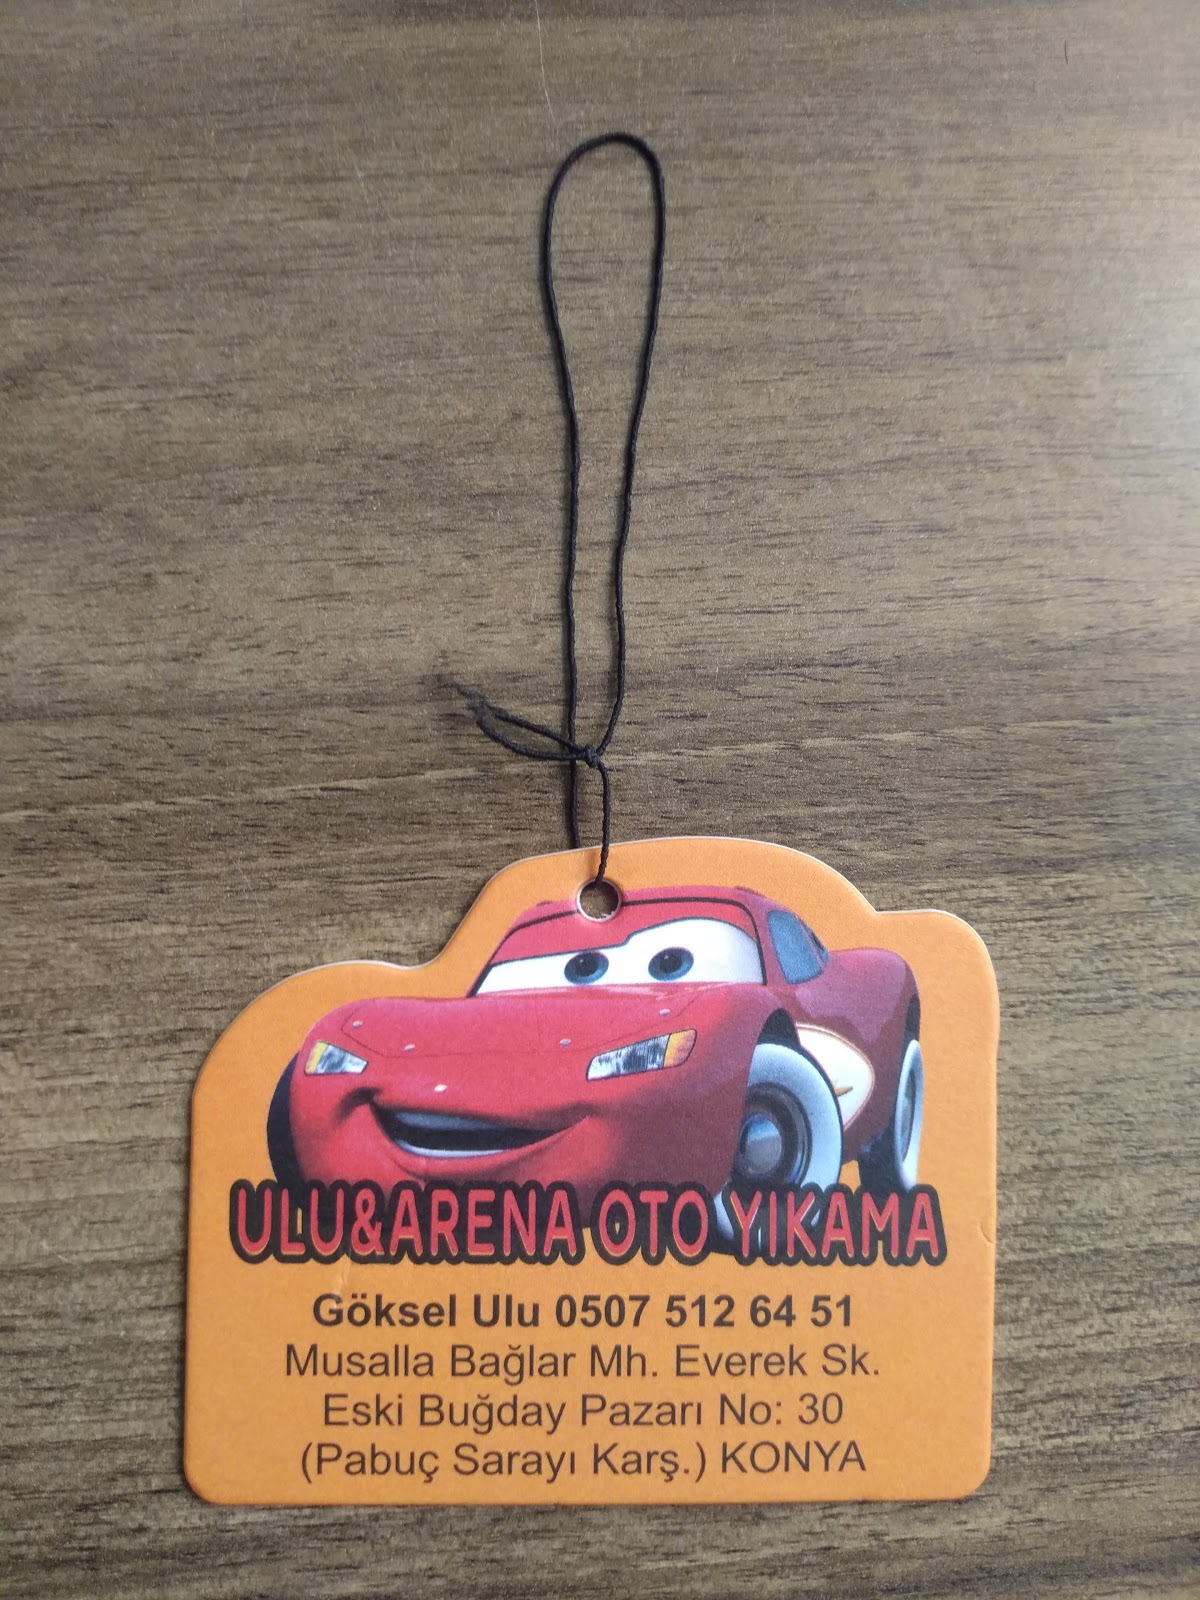 ULU&ARENA OTO YIKAMA
Göksel Ulu 0507 512 64 51
Musalla Bağlar Mh. Everek Sk.
Eski Buğday Pazarı No: 30
(Pabuç Sarayı Karş.) KONYA